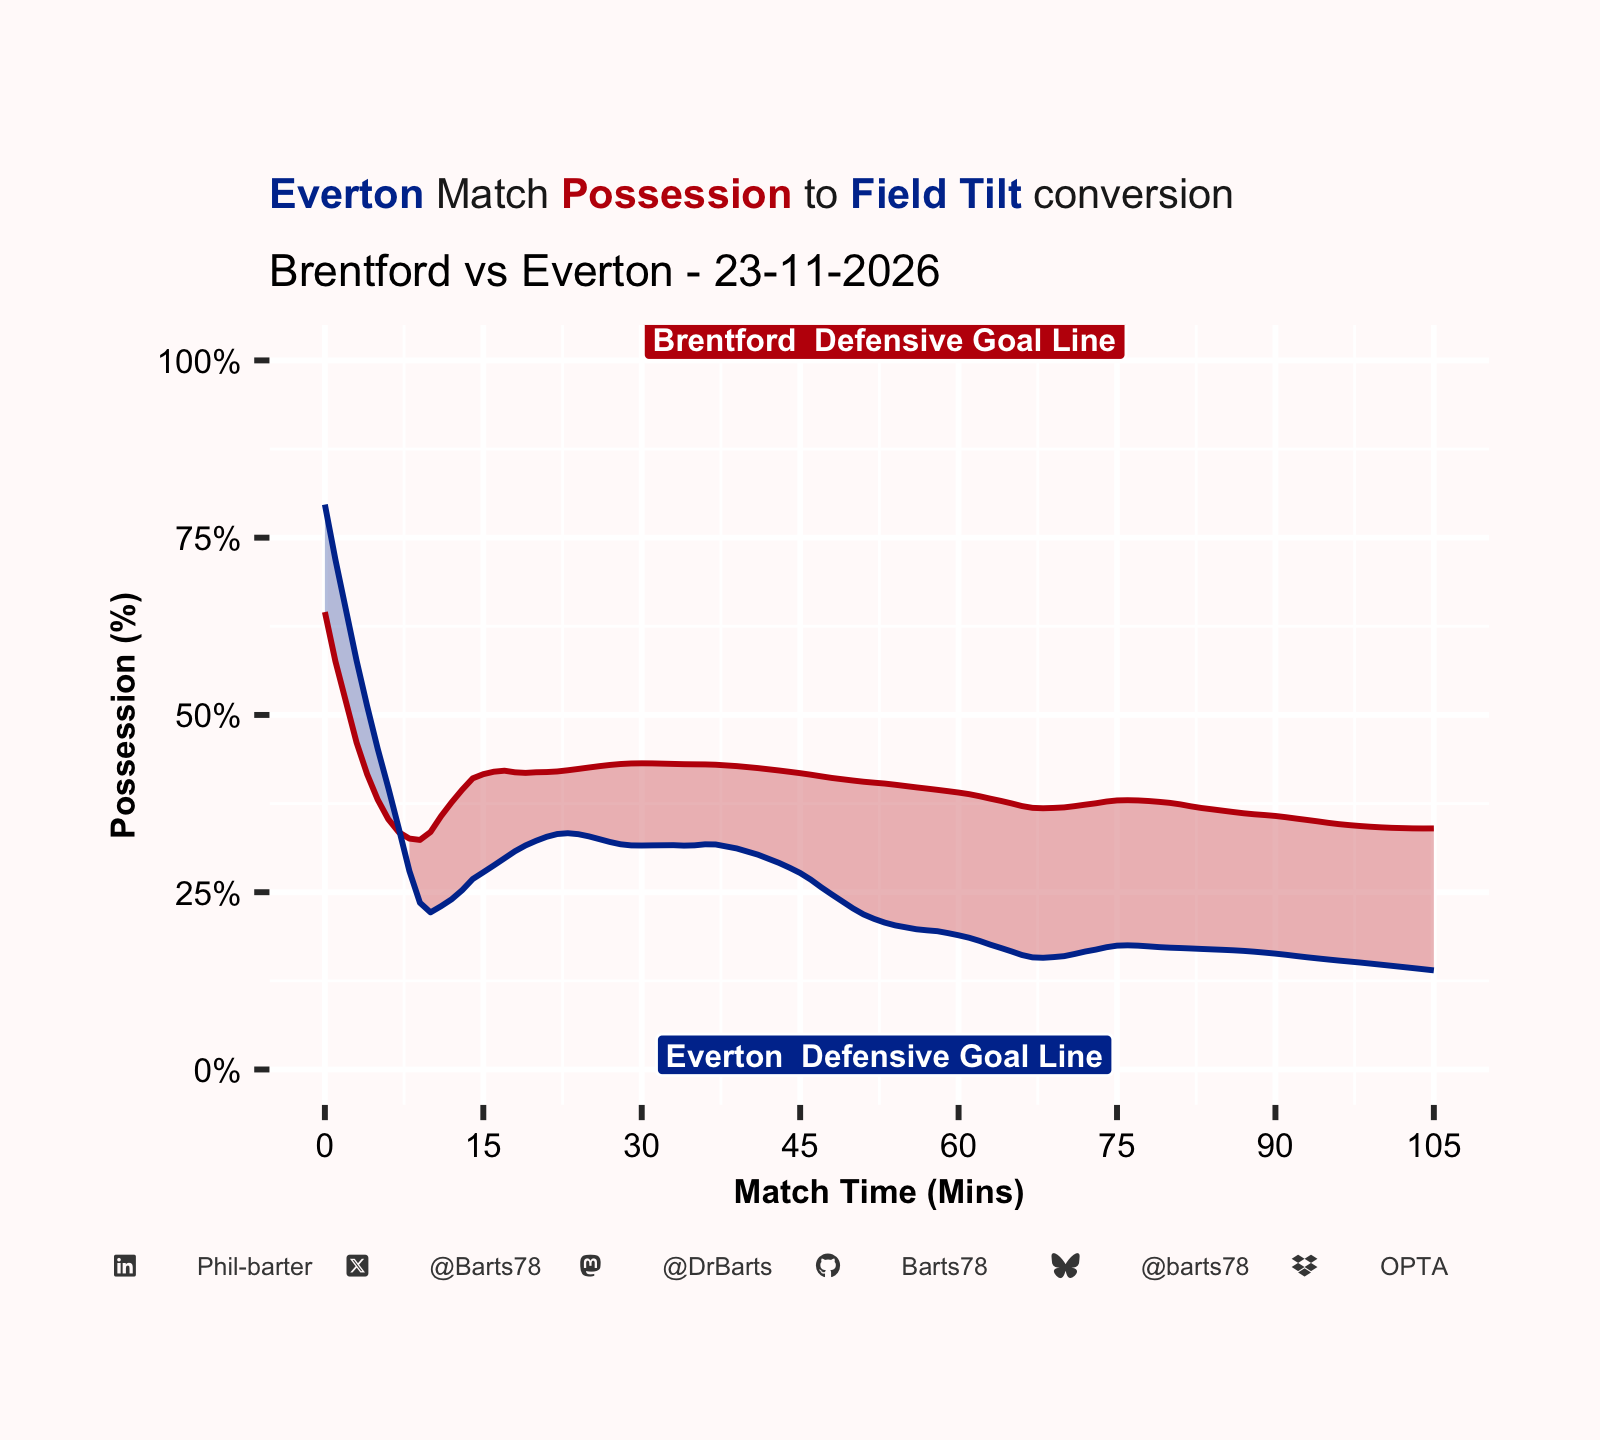 Everton Match Possession to Field Tilt conversion
Brentford vs Everton - 23-11-2026
Brentford  Defensive Goal Line
100%
75%
50%
25%
0%
Possession (%)
Everton  Defensive Goal Line
0 15 30 45 60 75 90 105
Match Time (Mins)
Phil-barter @Barts78 @DrBarts Barts78 @barts78 OPTA